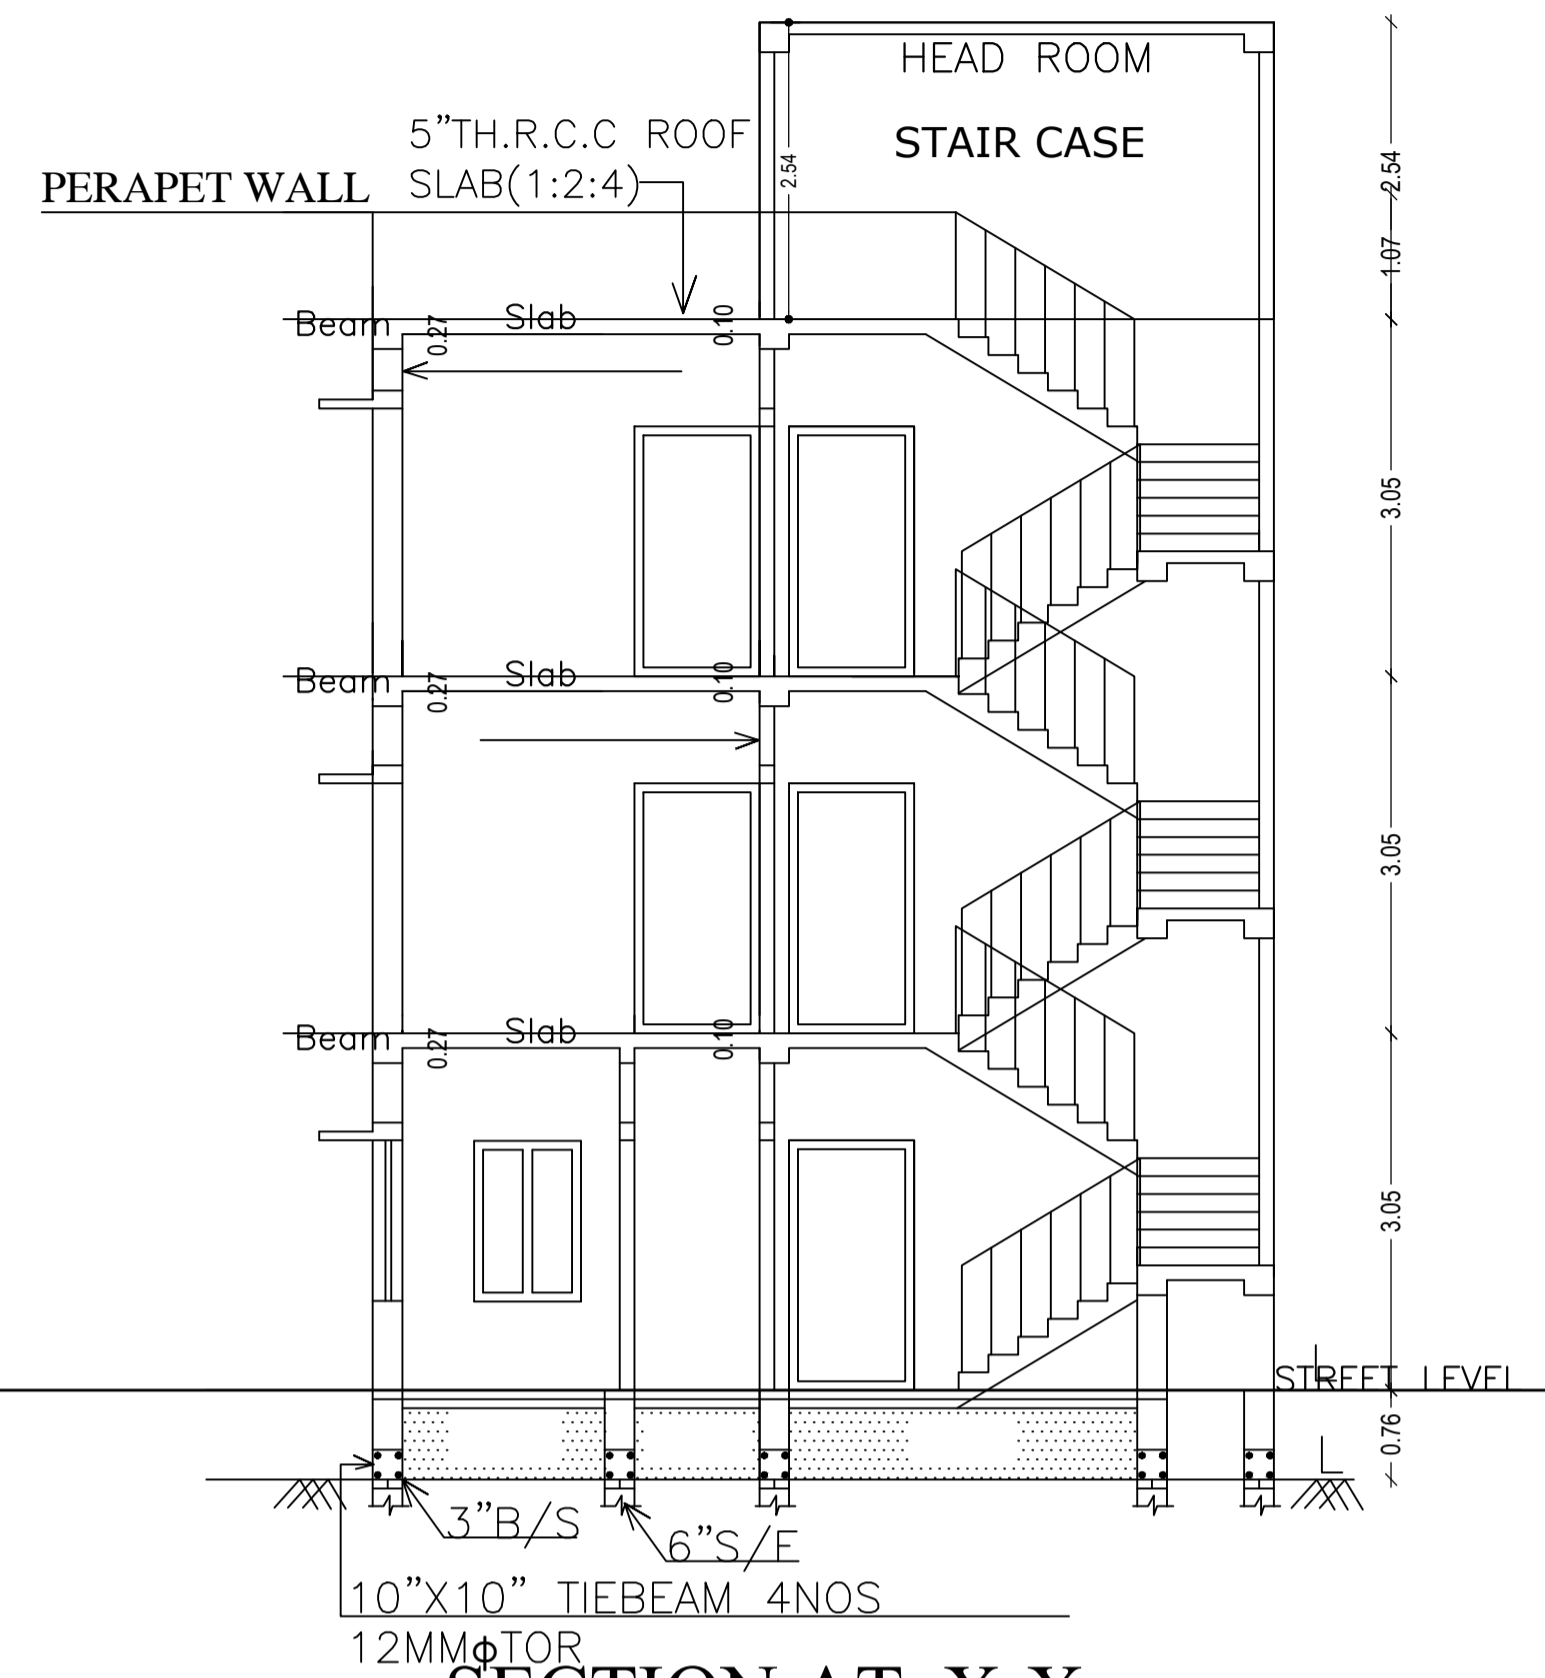 HEAD ROOM
STAIR CASE
5”TH.R.C.C ROOF
SLAB(1:2:4)
PERAPET WALL
2.54
2.54
1.07
Beam
0.27
Slab
0.10
3.05
Beam
0.27
Slab
0.10
3.05
Beam
0.27
Slab
0.10
3.05
STREET LEVEL
0.76
3”B/S
6”S/F
10”X10” TIEBEAM 4NOS
12MMϕTOR
SECTION AT X-X